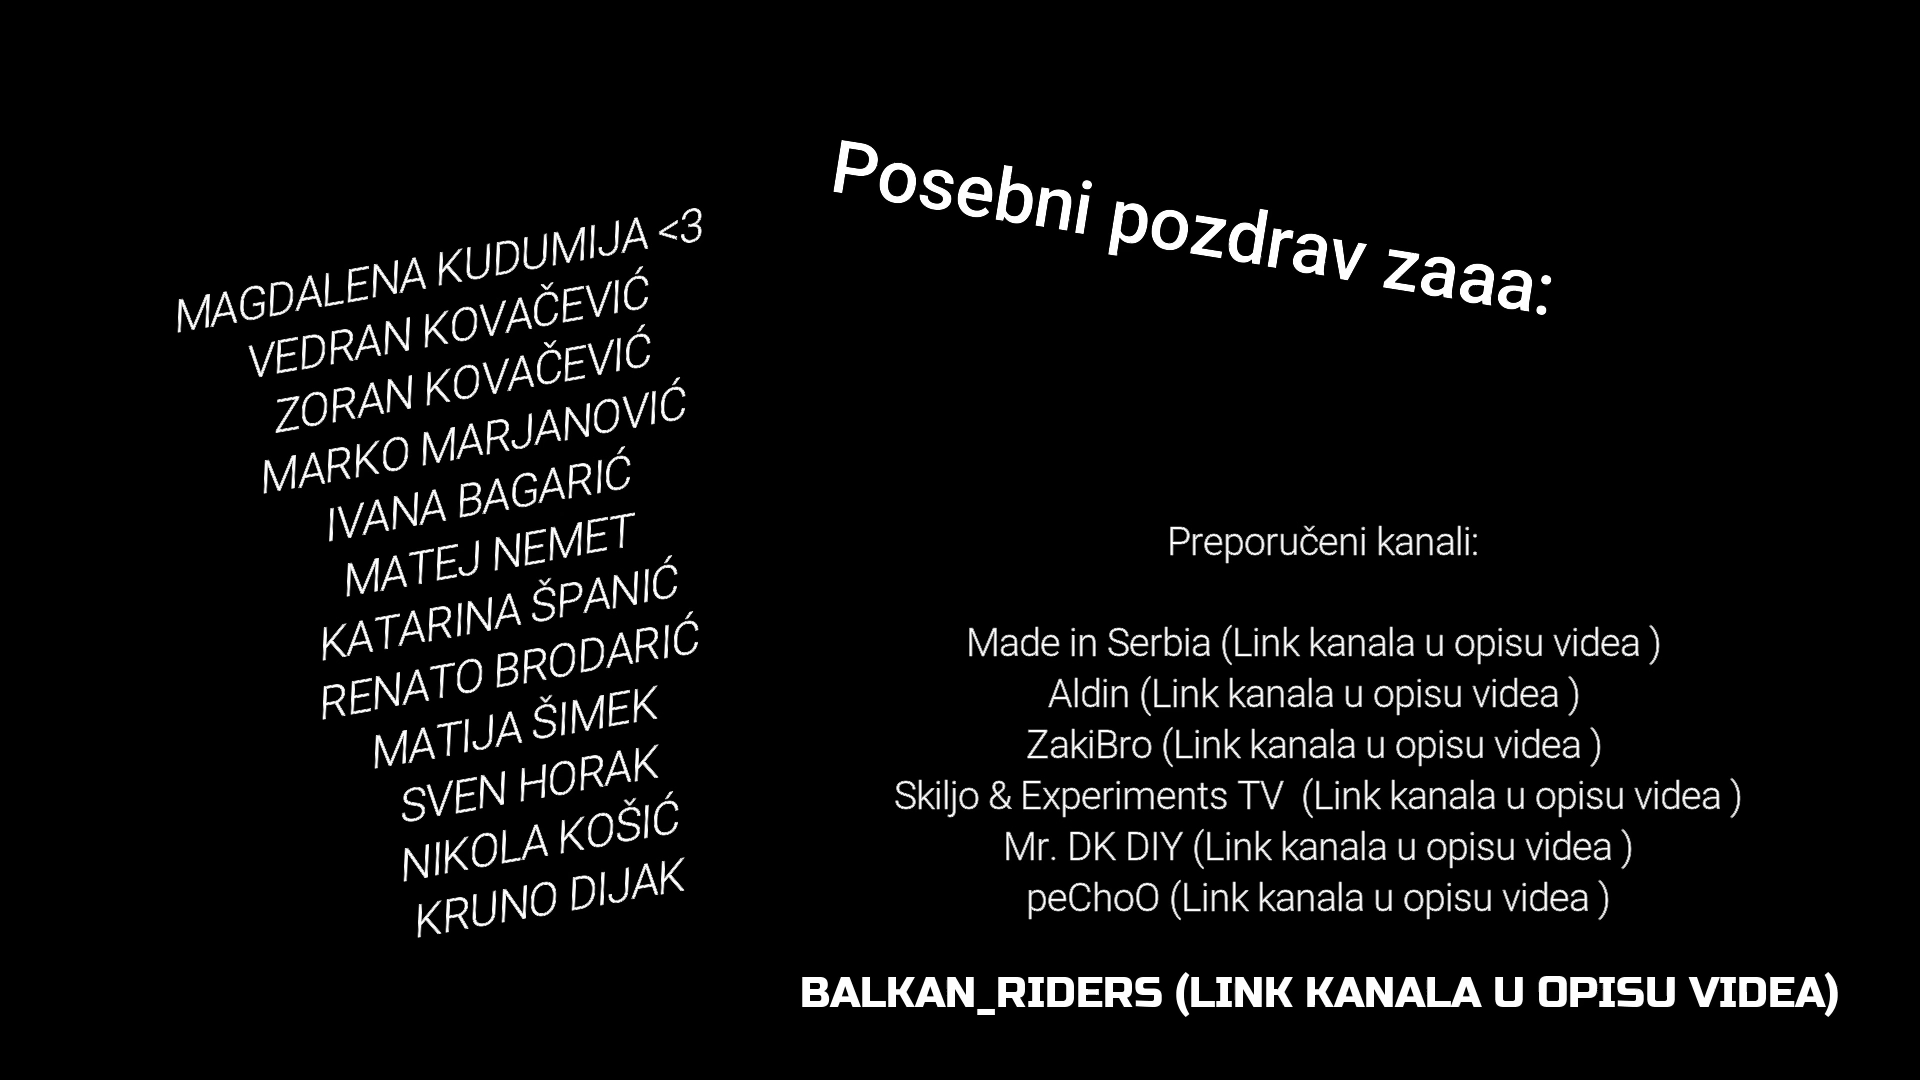 Posebni pozdrav zaaa:
MAGDALENA KUDUMIJA <3
VEDRAN KOVAČEVIĆ
ZORAN KOVAČEVIĆ
MARKO MARJANOVIĆ
IVANA BAGARIĆ
MATEJ NEMET
KATARINA ŠPANIĆ
RENATO BRODARIĆ
MATIJA ŠIMEK
SVEN HORAK
NIKOLA KOŠIĆ
KRUNO DIJAK
Preporučeni kanali:
Made in Serbia (Link kanala u opisu videa )
Aldin (Link kanala u opisu videa )
ZakiBro (Link kanala u opisu videa )
Skiljo & Experiments TV  (Link kanala u opisu videa )
Mr. DK DIY (Link kanala u opisu videa )
peChoO (Link kanala u opisu videa )
BALKAN_RIDERS (LINK KANALA U OPISU VIDEA)